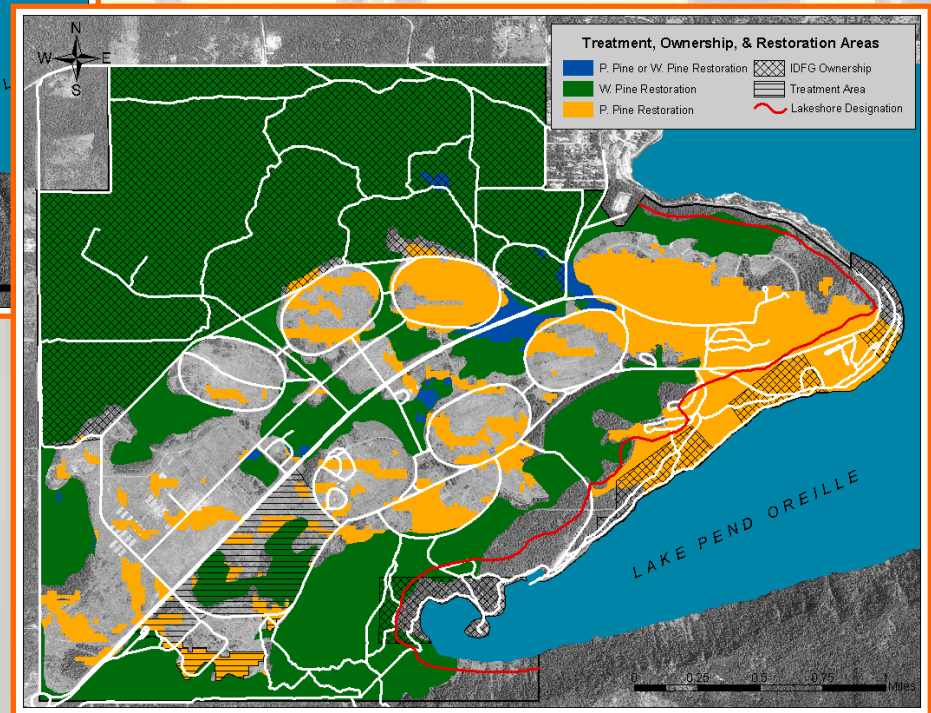 N
W E
S
Treatment, Ownership, & Restoration Areas
P. Pine or W. Pine Restoration
IDFG Ownership
W. Pine Restoration
Treatment Area
P. Pine Restoration
Lakeshore Designation
L
LAKE PEND OREILLE
0 0.25 0.5 0.75 1
Miles